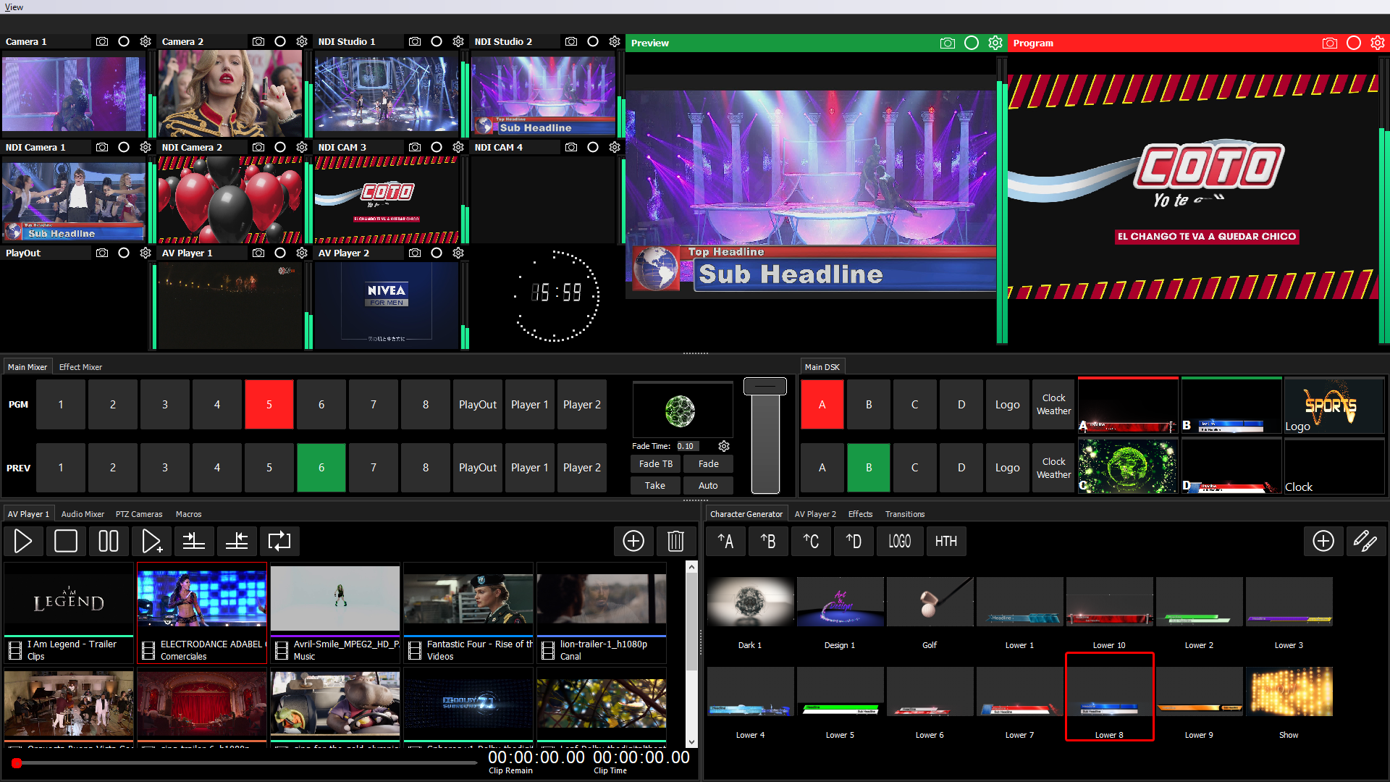 View
Camera 1
Camera 2
NDI Studio 1
NDI Studio 2
Preview
Program
Top Headline
Sub Headline
NDI Camera 1
NDI Camera 2
NDI CAM 3
NDI CAM 4
Sub Headline
COTO
EL CHANGO TE VA A QUEDAR CHICO
PlayOut
AV Player 1
AV Player 2
NIVEA
FOR MEN
15:59
Top Headline
Sub Headline
COTO
Yo te
EL CHANGO TE VA A QUEDAR CHICO
Main Mixer
Effect Mixer
PGM
1
2
3
4
5
6
7
8
PlayOut
Player 1
Player 2
PREV
1
2
3
4
5
6
7
8
PlayOut
Player 1
Player 2
Fade Time: 0.10
Fade TB
Fade
Take
Auto
Main DSK
A
B
C
D
Logo
Clock
Weather
A
B
C
D
Logo
Clock
Weather
A
B
SPORTS
Logo
C
D
Clock
AV Player 1
Audio Mixer
PTZ Cameras
Macros
I AM
LEGEND
I Am Legend - Trailer
Clips
ELECTRODANCE ADABEL
Comerciales
Avril-Smile_MPEG2_HD_P
Music
Fantastic Four - Rise of th
Videos
lion-trailer-1_h1080p
Canal
DOLBY
00:00:00.00
Clip Remain
00:00:00.00
Clip Time
Character Generator
AV Player 2
Effects
Transitions
↑A
↑B
↑C
↑D
LOGO
HTH
Dark 1
Design 1
Golf
Lower 1
Lower 10
Lower 2
Lower 3
Lower 4
Lower 5
Lower 6
Lower 7
Lower 8
Lower 9
Show